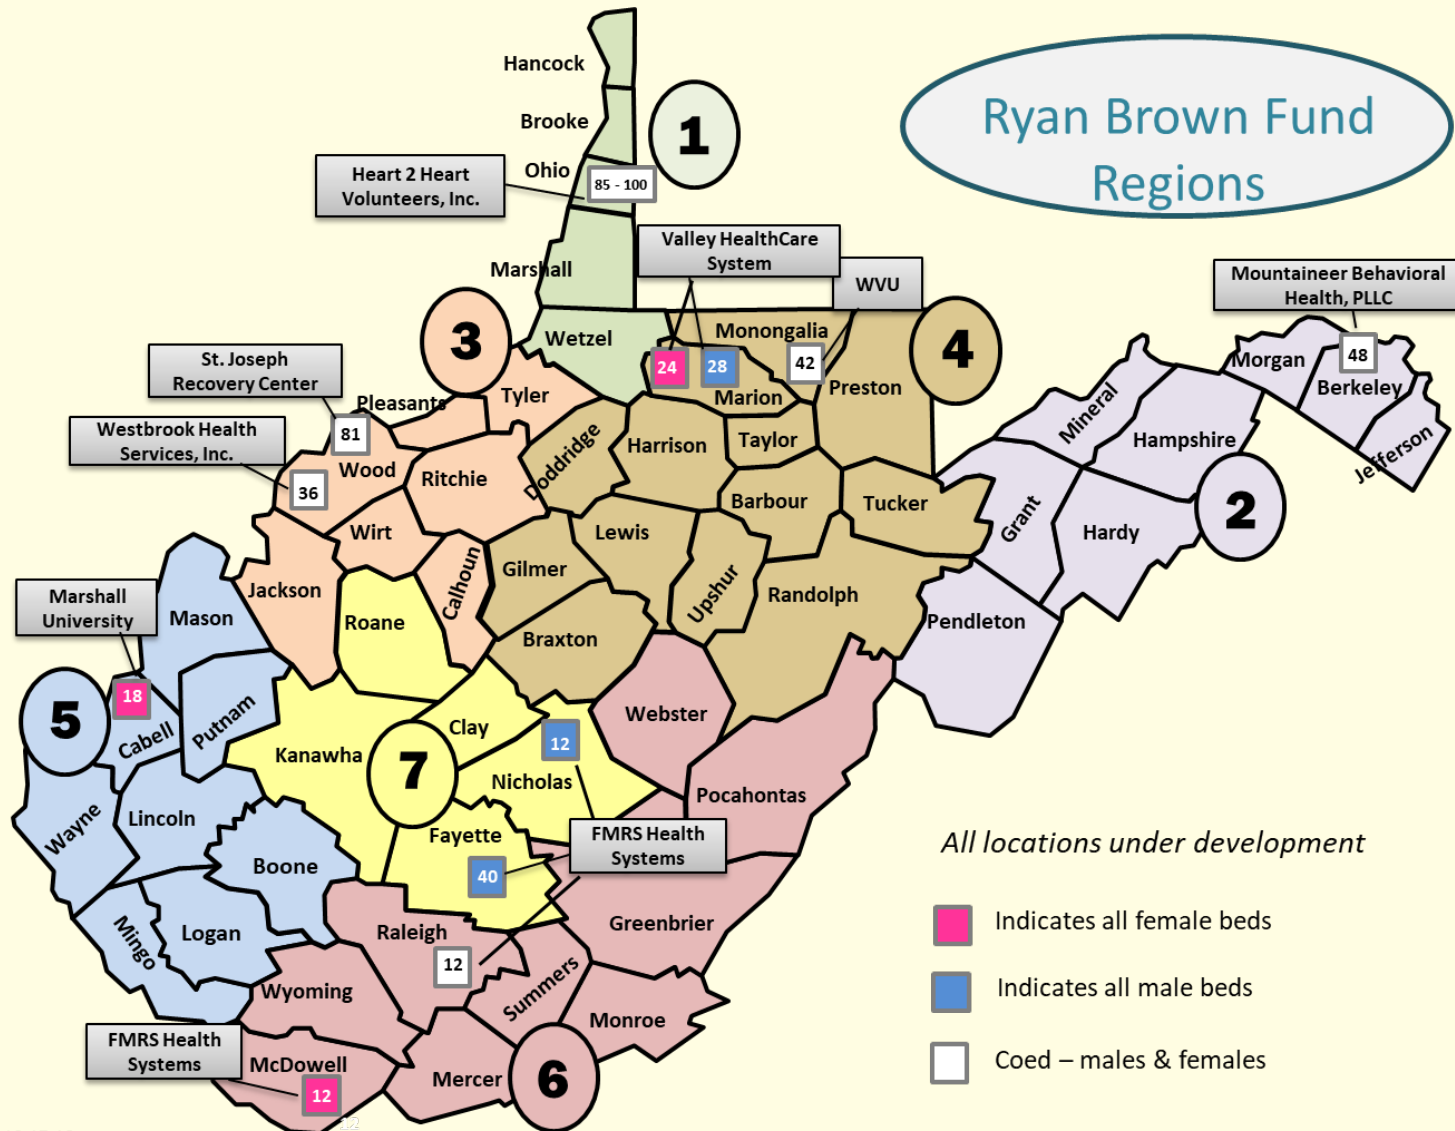 Ryan Brown Fund
Regions
Hancock
Brooke
1
Ohio
Heart 2 Heart
Volunteers, Inc.
85 - 100
Valley HealthCare
System
WVU
Mountaineer Behavioral
Health, PLLC
Marshall
3
Wetzel
Monongalia
4
24
28
42
Marion
Preston
Morgan
48
Berkeley
Jefferson
St. Joseph
Recovery Center
Pleasants
Tyler
81
Westbrook Health
Services, Inc.
Wood
36
Ritchie
Doddridge
Harrison
Taylor
Mineral
Hampshire
Wirt
Lewis
Barbour
Tucker
Grant
Hardy
2
Jackson
Calhoun
Gilmer
Upshur
Randolph
Marshall
University
Mason
Roane
Braxton
Pendleton
18
5
Cabell
Putnam
Clay
Webster
Kanawha
7
12
Nicholas
Pocahontas
Wayne
Lincoln
Fayette
FMRS Health
Systems
Boone
40
Mingo
Logan
Raleigh
12
Greenbrier
Summers
Wyoming
Monroe
FMRS Health
Systems
McDowell
12
Mercer
6
12
All locations under development
Indicates all female beds
Indicates all male beds
Coed – males & females